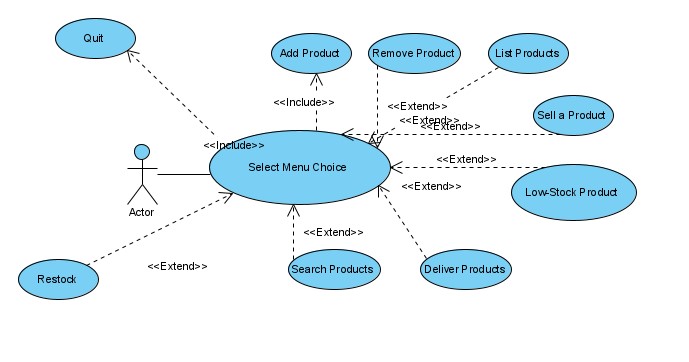 Quit
Add Product
Remove Product
List Products
<<Include>>
<<Extend>>
Sell a Product
<<Extend>>
<<Extend>>
<<Include>>
<<Extend>>
Select Menu Choice
<<Extend>>
Low-Stock Product
Actor
<<Extend>>
<<Extend>>
Restock
Search Products
Deliver Products